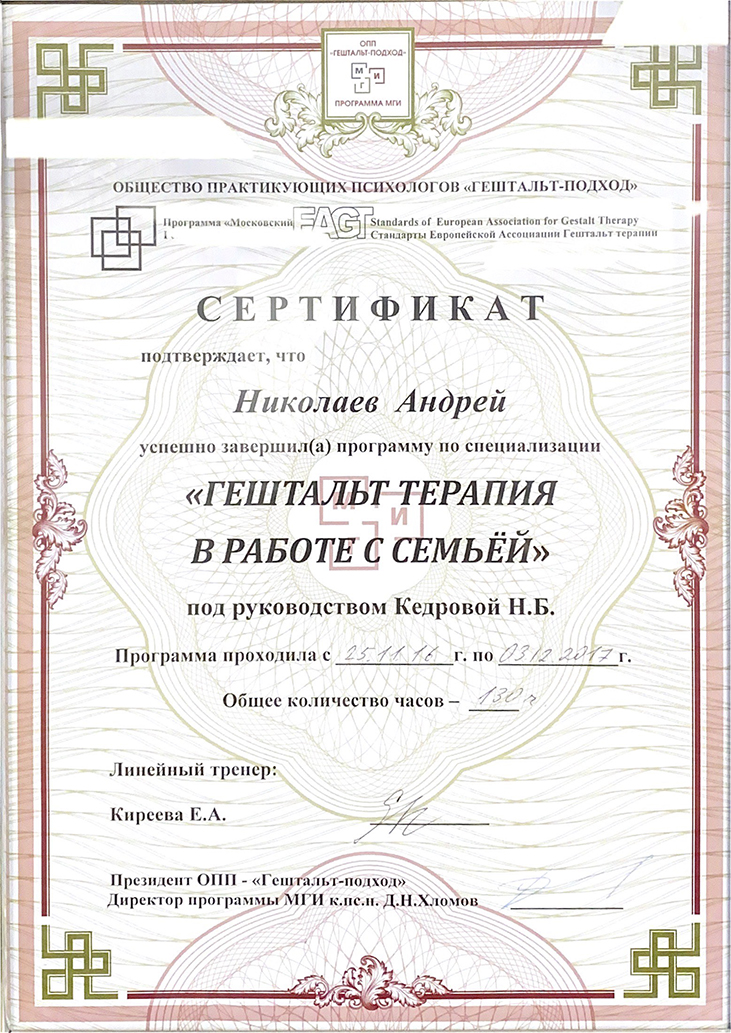 ОПП
«ГЕШТАЛЬТ-ПОДХОД»
М
И
Г
ПРОГРАММА МГИ
ОБЩЕСТВО ПРАКТИКУЮЩИХ ПСИХОЛОГОВ «ГЕШТАЛЬТ-ПОДХОД»
Программа «Московский
EAGT
Standards of European Association for Gestalt Therapy
Стандарты Европейской Ассоциации Гештальт терапии
СЕРТИФИКАТ
подтверждает, что
Николаев Андрей
успешно завершил(а) программу по специализации
«ГЕШТАЛЬТ ТЕРАПИЯ
В РАБОТЕ С СЕМЬЁЙ»
под руководством Кедровой Н.Б.
Программа проходила с 25.11.16 г. по 03.12.2017 г.
Общее количество часов – 130 ч
Линейный тренер:
Киреева Е.А.
Президент ОПП - «Гештальт-подход»
Директор программы МГИ к.пс.н. Д.Н.Хломов